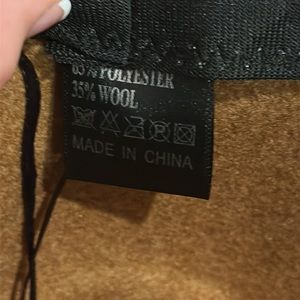 65% POLYESTER
35% WOOL
MADE IN CHINA